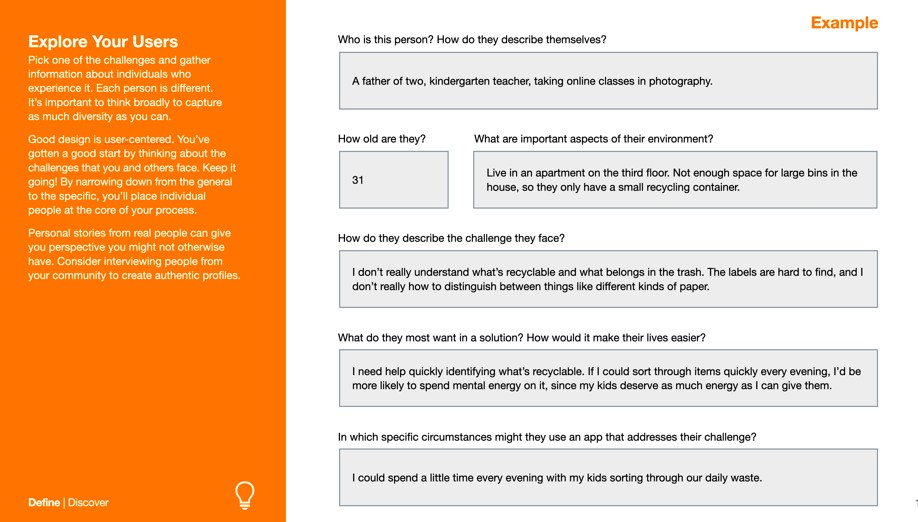 Explore Your Users
Pick one of the challenges and gather
information about individuals who
experience it. Each person is different.
It’s important to think broadly to capture
as much diversity as you can.
Good design is user-centered. You’ve
gotten a good start by thinking about the
challenges that you and others face. Keep it
going! By narrowing down from the general
to the specific, you’ll place individual
people at the core of your process.
Personal stories from real people can give
you perspective you might not otherwise
have. Consider interviewing people from
your community to create authentic profiles.
Define | Discover
Example
Who is this person? How do they describe themselves?
A father of two, kindergarten teacher, taking online classes in photography.
How old are they?
31
What are important aspects of their environment?
Live in an apartment on the third floor. Not enough space for large bins in the
house, so they only have a small recycling container.
How do they describe the challenge they face?
I don’t really understand what’s recyclable and what belongs in the trash. The labels are hard to find, and I
don’t really how to distinguish between things like different kinds of paper.
What do they most want in a solution? How would it make their lives easier?
I need help quickly identifying what’s recyclable. If I could sort through items quickly every evening, I’d be
more likely to spend mental energy on it, since my kids deserve as much energy as I can give them.
In which specific circumstances might they use an app that addresses their challenge?
I could spend a little time every evening with my kids sorting through our daily waste.